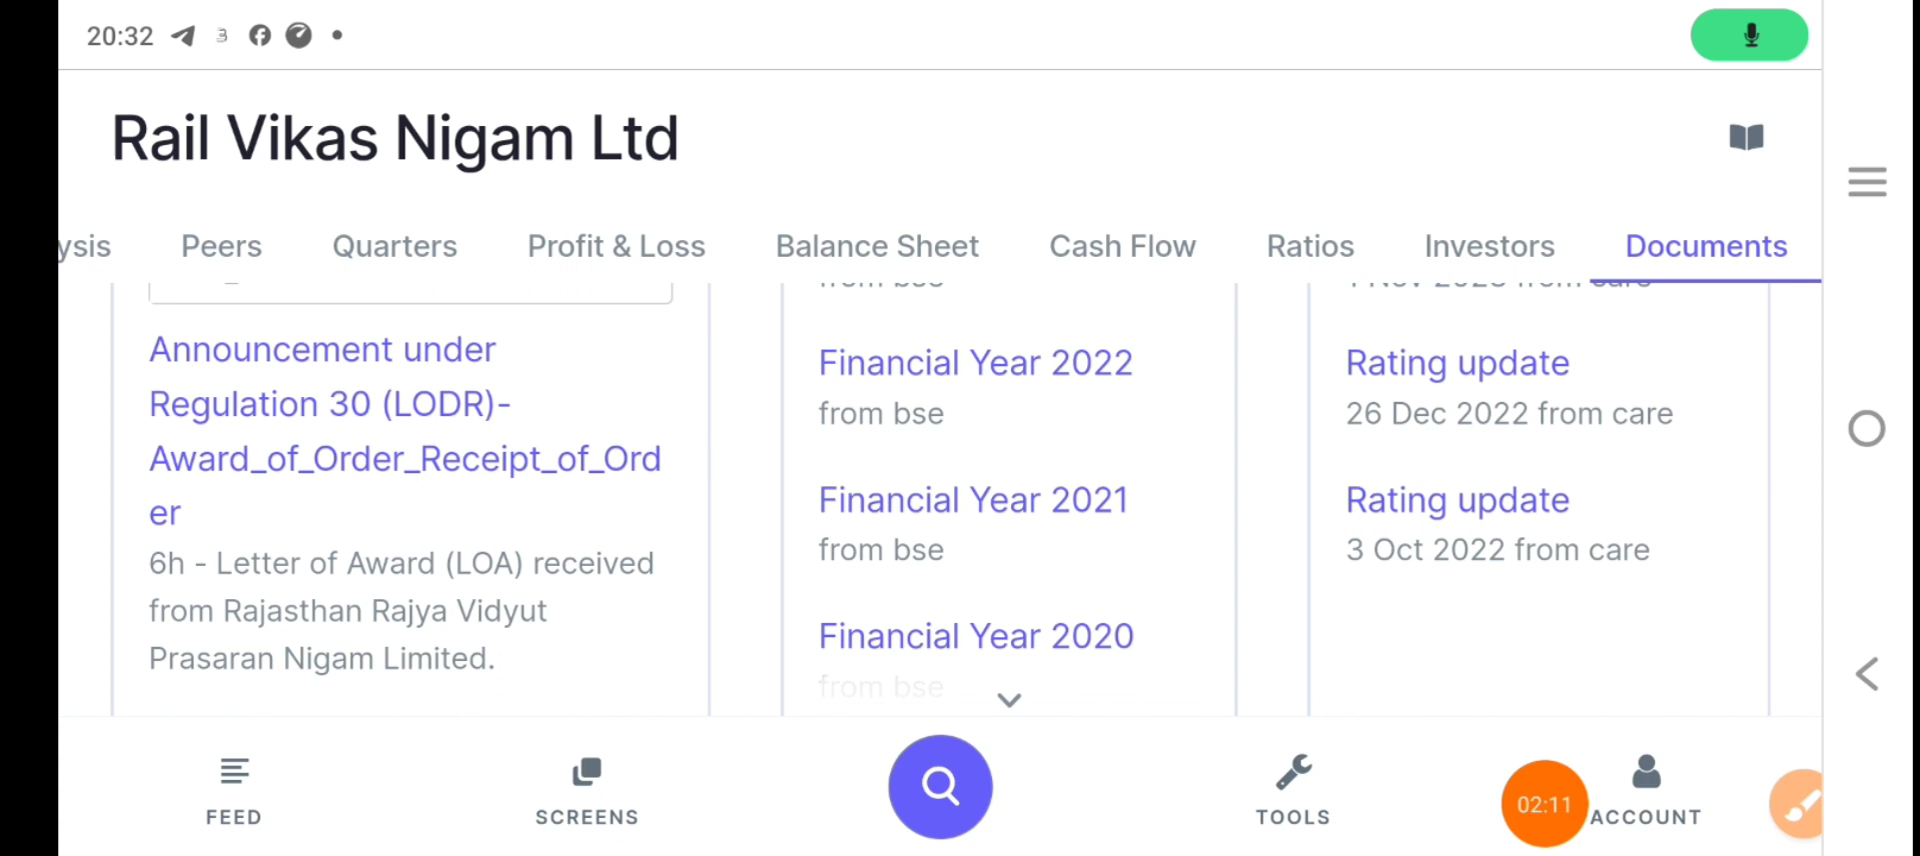 20:32 3
Rail Vikas Nigam Ltd
ysis Peers Quarters Profit & Loss Balance Sheet Cash Flow Ratios Investors Documents
Announcement under
Regulation 30 (LODR)-
Award_of_Order_Receipt_of_Ord
er
6h - Letter of Award (LOA) received
from Rajasthan Rajya Vidyut
Prasaran Nigam Limited.
from bse
Financial Year 2022
from bse
Financial Year 2021
from bse
Financial Year 2020
from bse
Rating update
26 Dec 2022 from care
Rating update
3 Oct 2022 from care
FEED SCREENS TOOLS 02:11 ACCOUNT